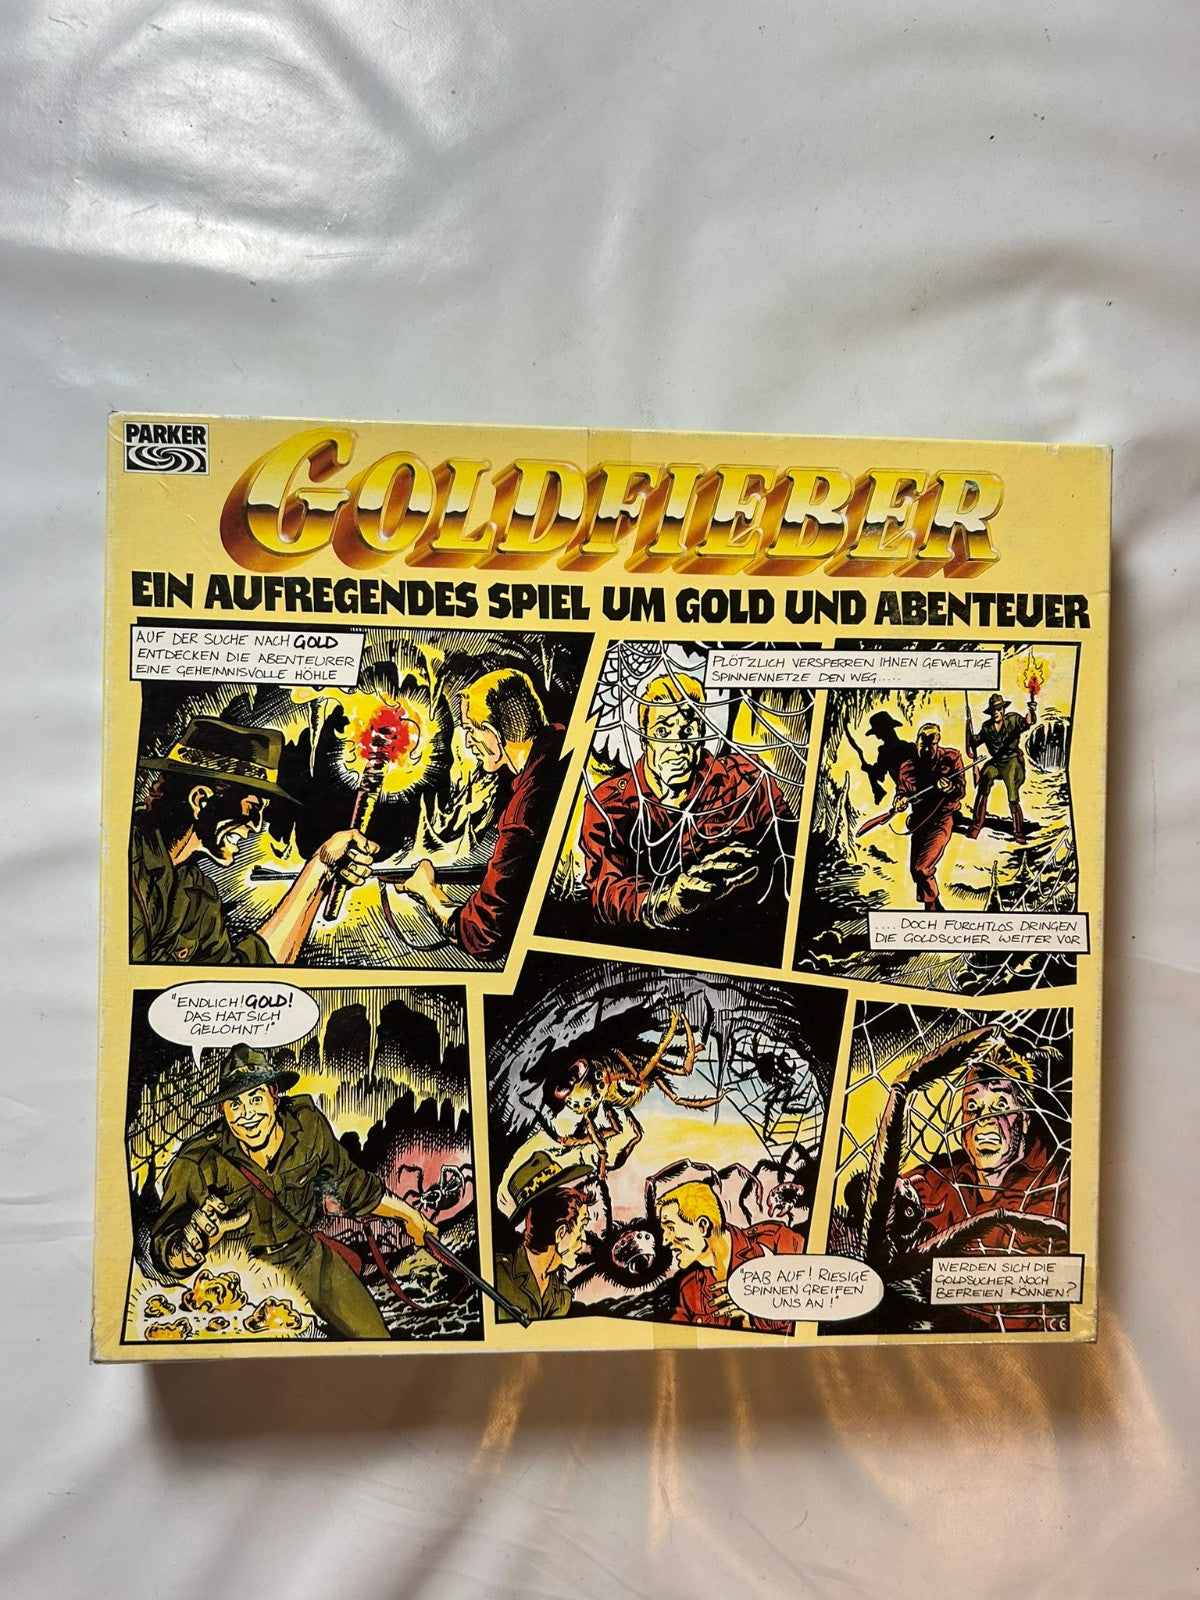 PARKER
GOLDFIEBER
EIN AUFREGENDES SPIEL UM GOLD UND ABENTEUER
AUF DER SUCHE NACH GOLD
ENTDECKEN DIE ABENTEURER
EINE GEHEIMNISVOLLE HÖHLE
PLÖTZLICH VERSPERREN IHNEN GEWALTIGE
SPINNENNETZE DEN WEG.....
.... DOCH FURCHTLOS DRINGEN
DIE GOLDSUCHER WEITER VOR
"ENDLICH! GOLD!
DAS HAT SICH
GELOHNT!"
"PAß AUF! RIESIGE
SPINNEN GREIFEN
UNS AN!"
WERDEN SICH DIE
GOLDSUCHER NOCH
BEFREIEN KÖNNEN?
CE